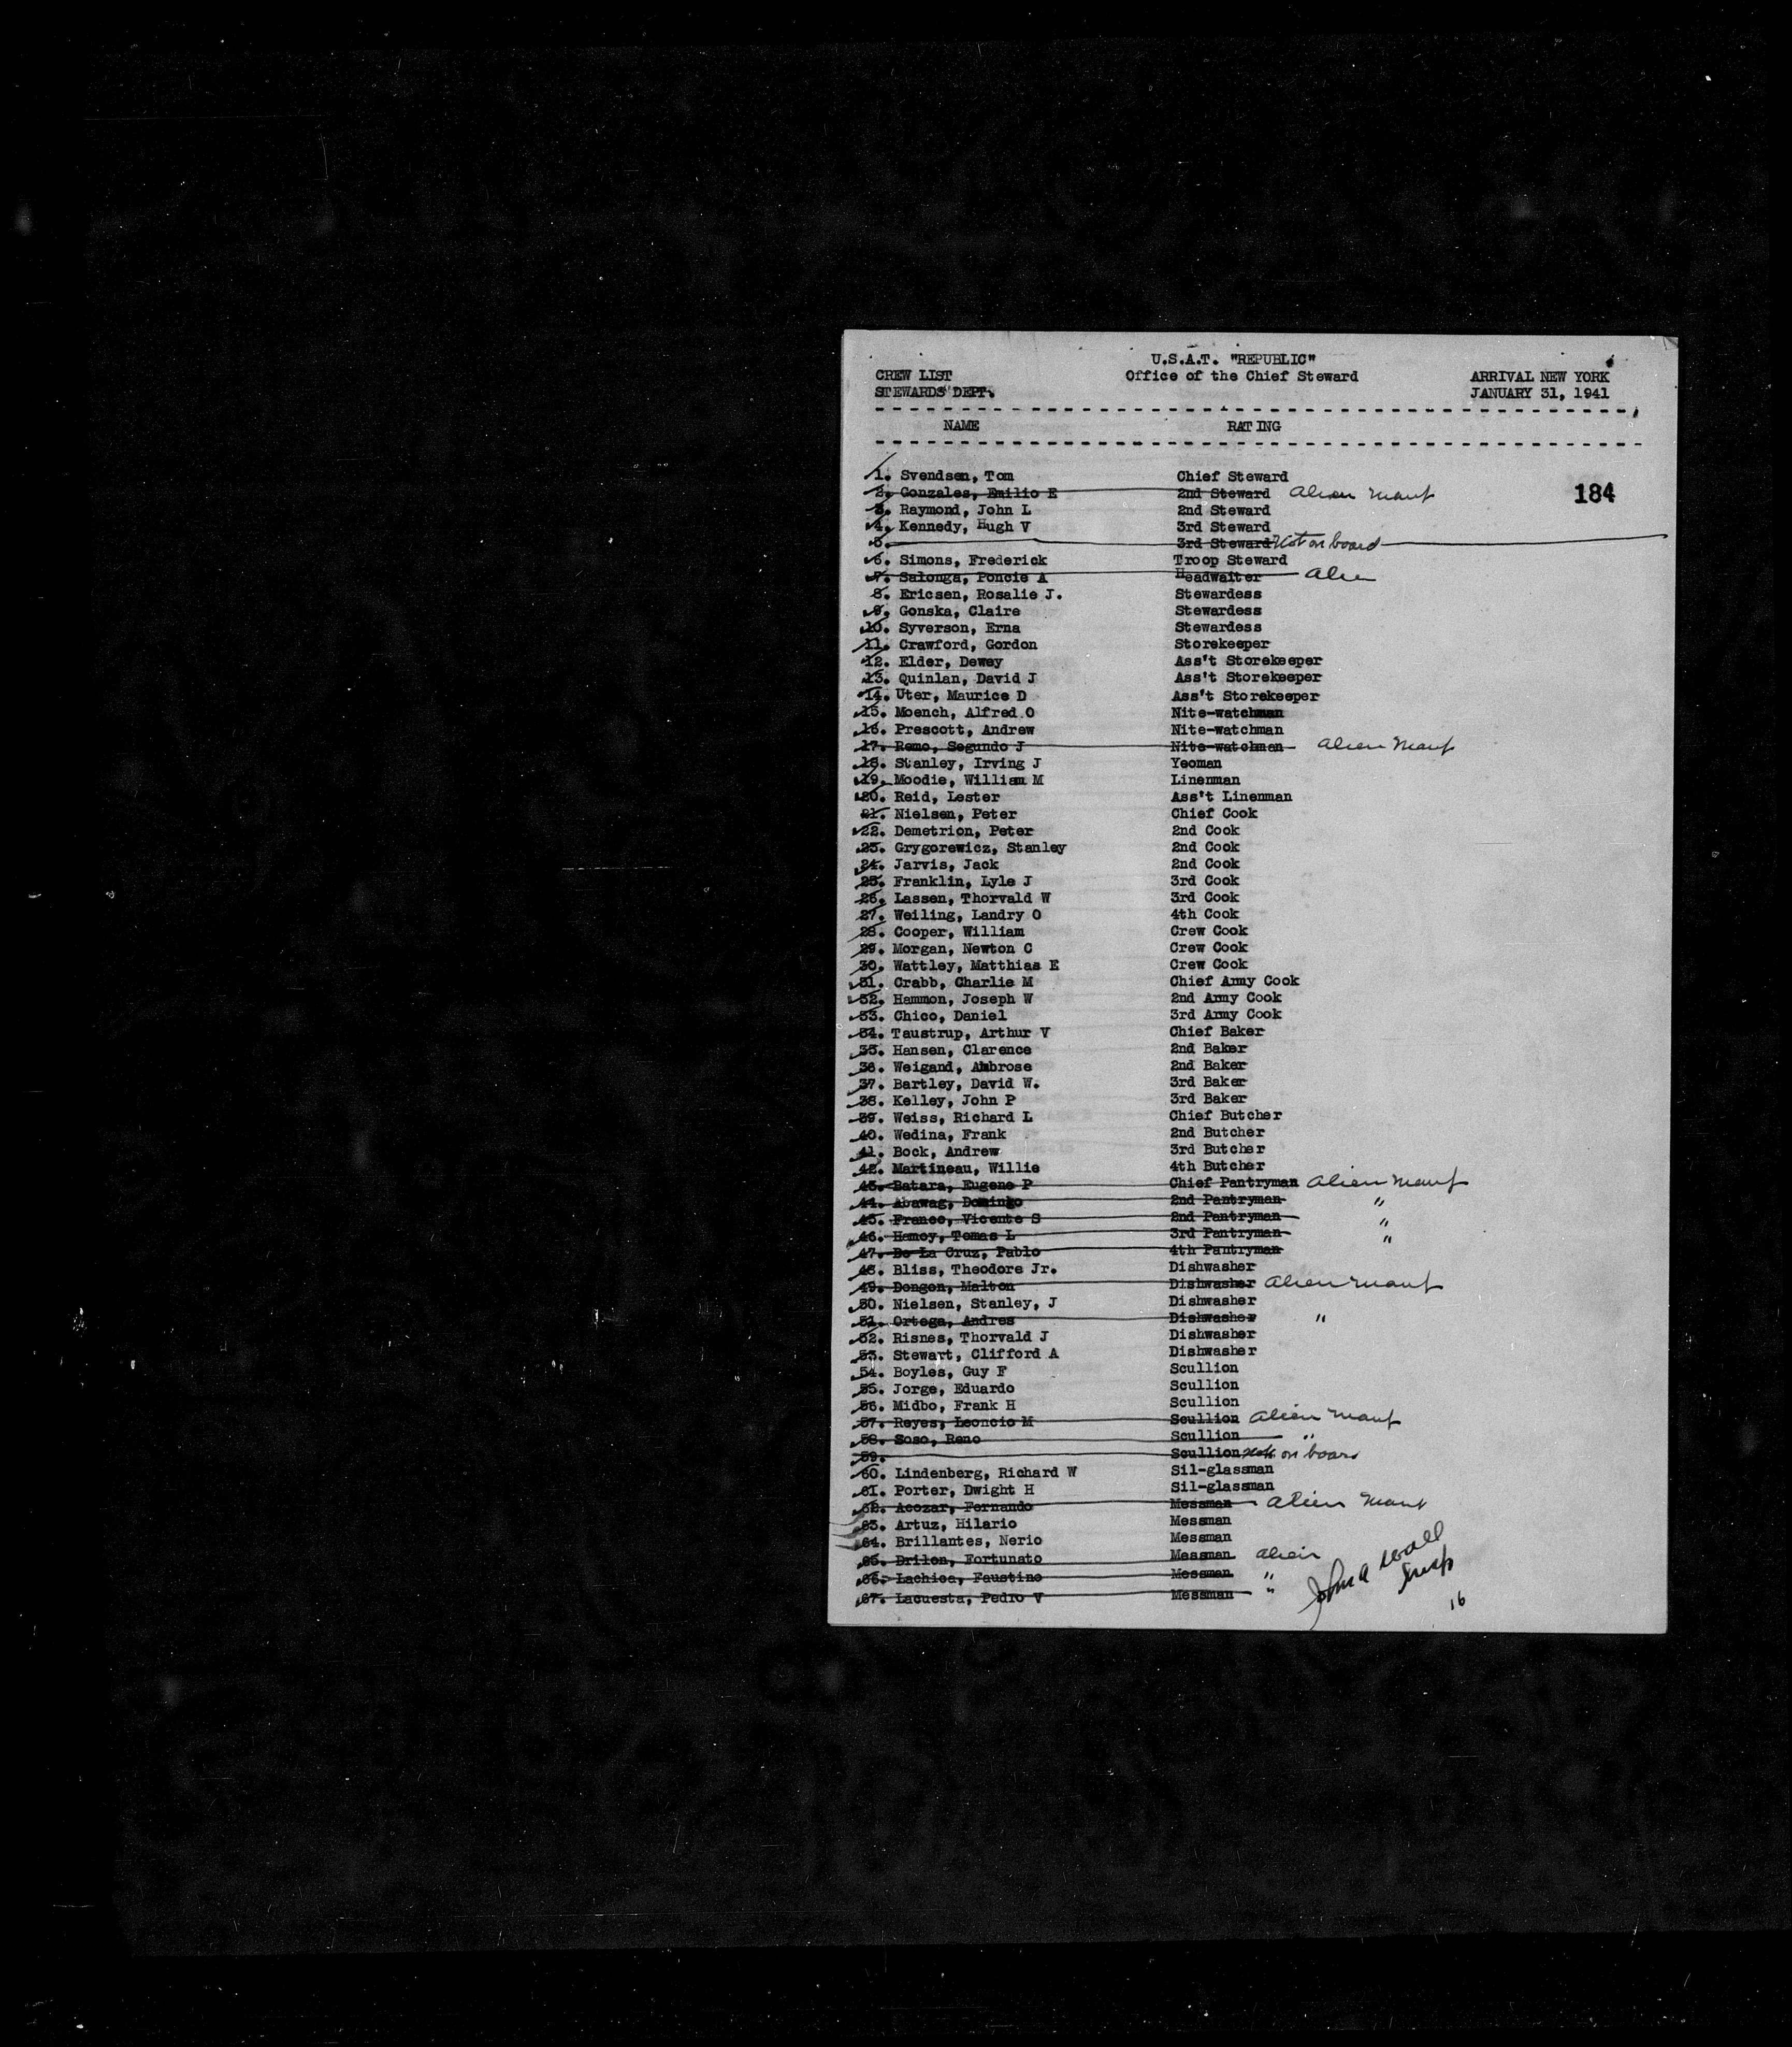 U.S.A.T. "REPUBLIC"
CREW LIST Office of the Chief Steward ARRIVAL NEW YORK
STEWARDS DEPT. JANUARY 31, 1941
NAME RATING
1. Svendsen, Tom Chief Steward
2. Gonzales, Emilio E 2nd Steward Alien Manf 184
3. Raymond, John L 2nd Steward
4. Kennedy, Hugh V 3rd Steward
5. 3rd Steward Not on board
6. Simons, Frederick Troop Steward
7. Salonga, Poncie A Headwaiter Alien
8. Ericsen, Rosalie J. Stewardess
9. Gonska, Claire Stewardess
10. Syverson, Erna Stewardess
11. Crawford, Gordon Storekeeper
12. Elder, Dewey Ass't Storekeeper
13. Quinlan, David J Ass't Storekeeper
14. Uter, Maurice D Ass't Storekeeper
15. Moench, Alfred O Nite-watchman
16. Prescott, Andrew Nite-watchman
17. Remo, Segundo J Nite-watchman Alien Manf
18. Stanley, Irving J Yeoman
19. Moodie, William M Linenman
20. Reid, Lester Ass't Linenman
21. Nielsen, Peter Chief Cook
22. Demetrion, Peter 2nd Cook
23. Grygorewicz, Stanley 2nd Cook
24. Jarvis, Jack 2nd Cook
25. Franklin, Lyle J 3rd Cook
26. Lassen, Thorvald W 3rd Cook
27. Weiling, Landry O 4th Cook
28. Cooper, William Crew Cook
29. Morgan, Newton C Crew Cook
30. Wattley, Matthias E Crew Cook
31. Crabb, Charlie M Chief Army Cook
32. Hammon, Joseph W 2nd Army Cook
33. Chico, Daniel 3rd Army Cook
34. Taustrup, Arthur V Chief Baker
35. Hansen, Clarence 2nd Baker
36. Weigand, Ambrose 2nd Baker
37. Bartley, David W. 3rd Baker
38. Kelley, John P 3rd Baker
39. Weiss, Richard L Chief Butcher
40. Wedina, Frank 2nd Butcher
41. Bock, Andrew 3rd Butcher
42. Martineau, Willie 4th Butcher
43. Batara, Eugene P Chief Pantryman Alien Manf
44. Abawag, Domingo 2nd Pantryman "
45. Franco, Vicente S 2nd Pantryman "
46. Hamoy, Tomas L 3rd Pantryman "
47. De La Cruz, Pablo 4th Pantryman
48. Bliss, Theodore Jr. Dishwasher
49. Dongon, Malton Dishwasher Alien Manf
50. Nielsen, Stanley, J Dishwasher
51. Ortega, Andres Dishwasher "
52. Risnes, Thorvald J Dishwasher
53. Stewart, Clifford A Dishwasher
54. Boyles, Guy F Scullion
55. Jorge, Eduardo Scullion
56. Midbo, Frank H Scullion
57. Reyes, Leoncio M Scullion Alien Manf
58. Soso, Reno Scullion "
59. Scullion Not on board
60. Lindenberg, Richard W Sil-glassman
61. Porter, Dwight H Sil-glassman
62. Acozar, Fernando Messman Alien Manf
63. Artuz, Hilario Messman
64. Brillantes, Nerio Messman
65. Drilon, Fortunato Messman Alien
66. Lachica, Faustino Messman "
67. Lacuesta, Pedro V Messman "
John A Wall
Insp
16